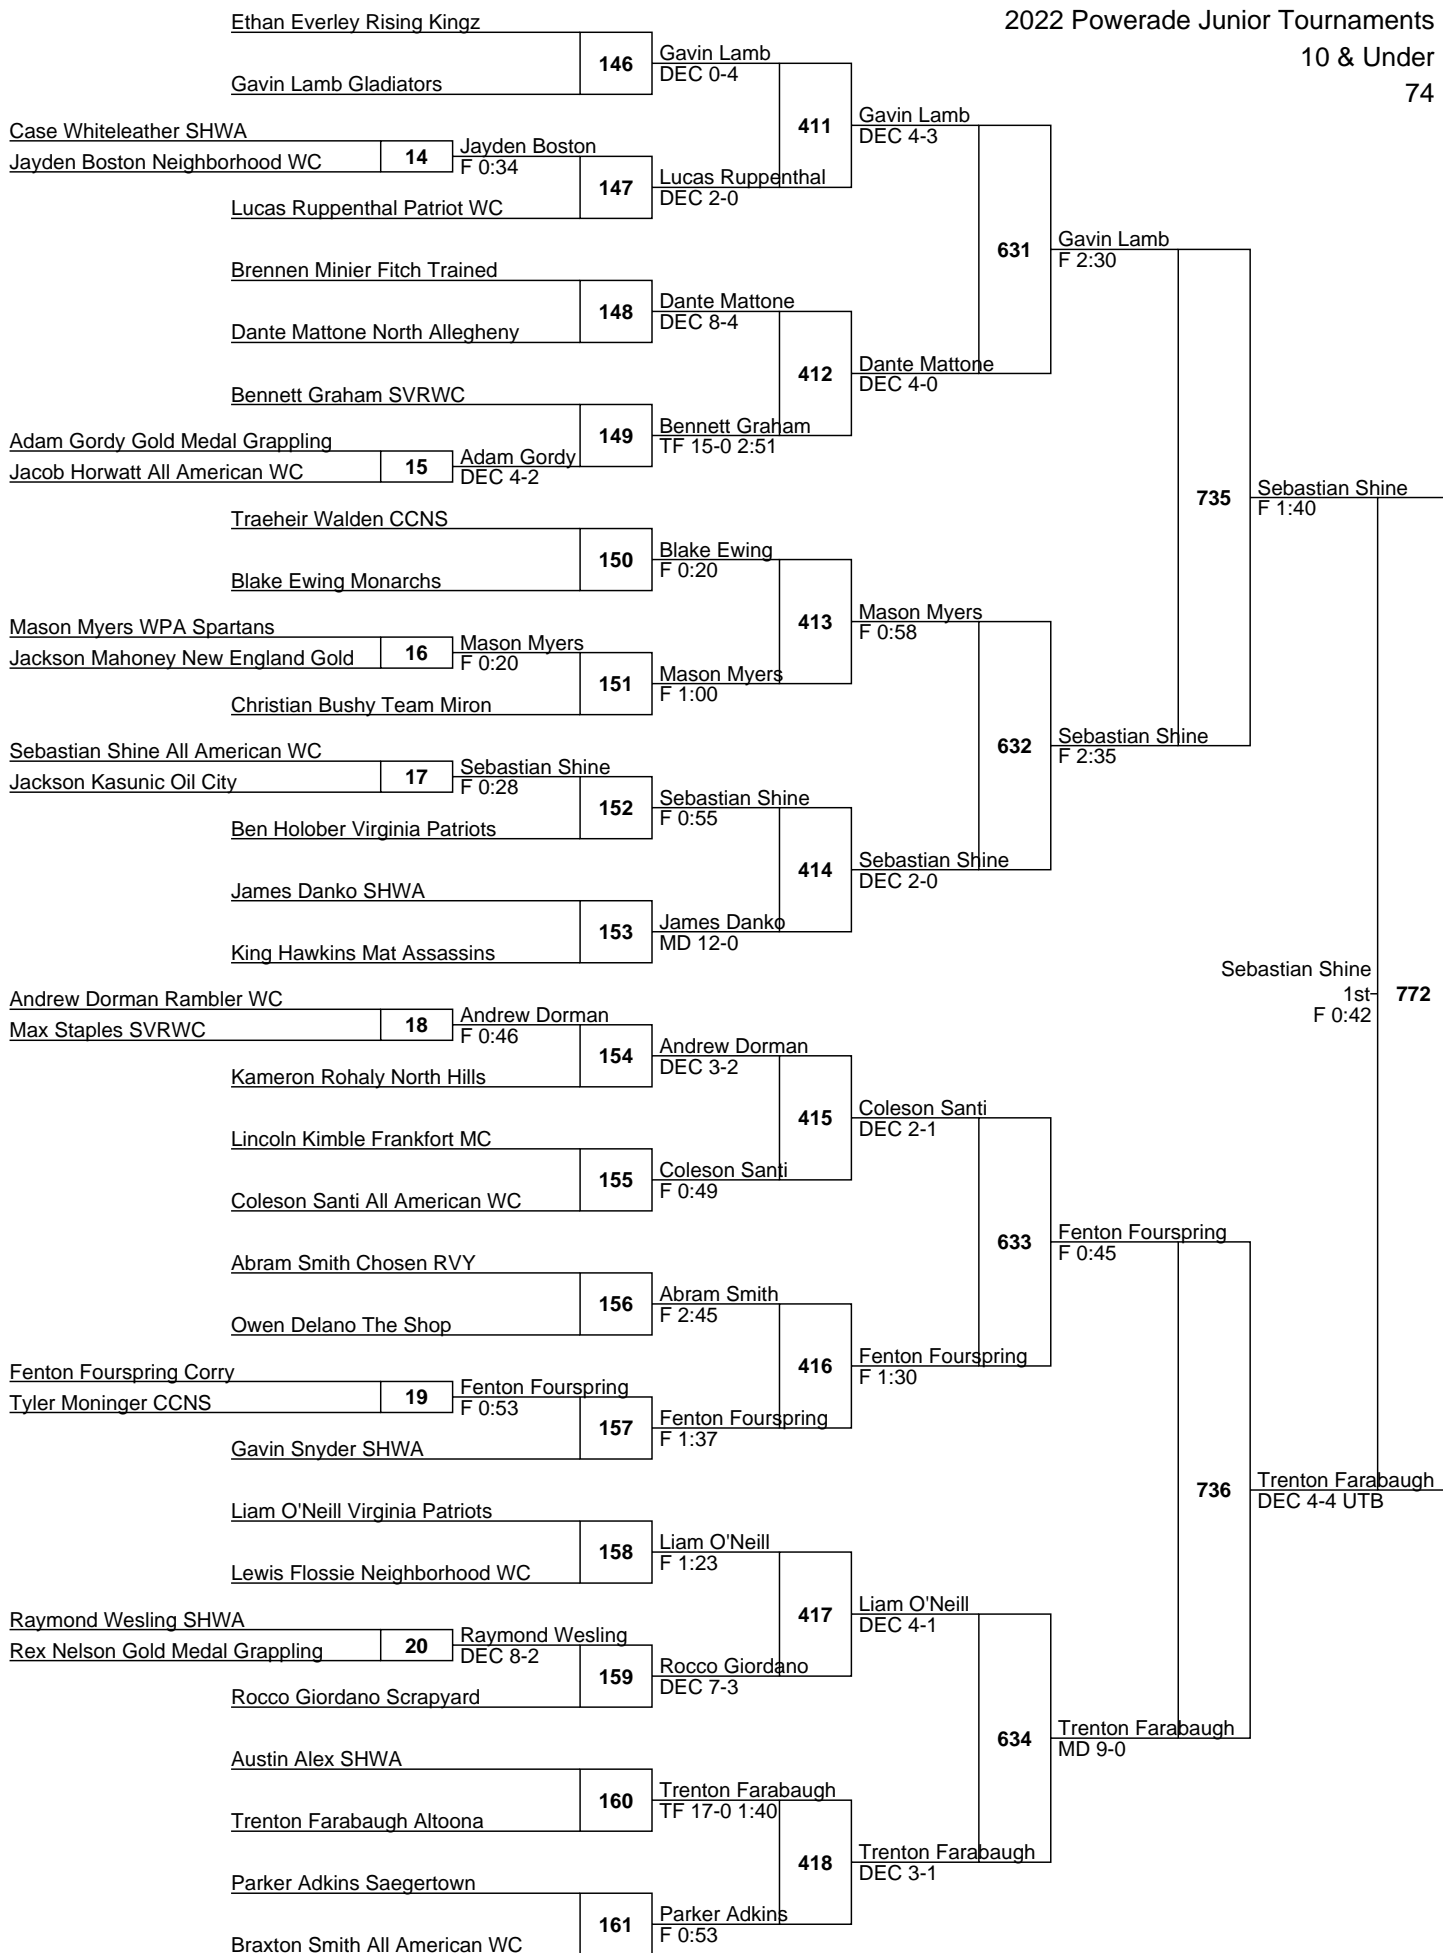 2022 Powerade Junior Tournaments
10 & Under
74
Ethan Everley Rising Kingz
146
Gavin Lamb
DEC 0-4
Gavin Lamb Gladiators
411
Gavin Lamb
DEC 4-3
Case Whiteleather SHWA
14
Jayden Boston
F 0:34
Jayden Boston Neighborhood WC
147
Lucas Ruppenthal
DEC 2-0
Lucas Ruppenthal Patriot WC
631
Gavin Lamb
F 2:30
Brennen Minier Fitch Trained
148
Dante Mattone
DEC 8-4
Dante Mattone North Allegheny
412
Dante Mattone
DEC 4-0
Bennett Graham SVRWC
149
Bennett Graham
TF 15-0 2:51
Adam Gordy Gold Medal Grappling
15
Adam Gordy
DEC 4-2
Jacob Horwatt All American WC
735
Sebastian Shine
F 1:40
Traeheir Walden CCNS
150
Blake Ewing
F 0:20
Blake Ewing Monarchs
413
Mason Myers
F 0:58
Mason Myers WPA Spartans
16
Mason Myers
F 0:20
Jackson Mahoney New England Gold
151
Mason Myers
F 1:00
Christian Bushy Team Miron
632
Sebastian Shine
F 2:35
Sebastian Shine All American WC
17
Sebastian Shine
F 0:28
Jackson Kasunic Oil City
152
Sebastian Shine
F 0:55
Ben Holober Virginia Patriots
414
Sebastian Shine
DEC 2-0
James Danko SHWA
153
James Danko
MD 12-0
King Hawkins Mat Assassins
Sebastian Shine
1st
772
F 0:42
Andrew Dorman Rambler WC
18
Andrew Dorman
F 0:46
Max Staples SVRWC
154
Andrew Dorman
DEC 3-2
Kameron Rohaly North Hills
415
Coleson Santi
DEC 2-1
Lincoln Kimble Frankfort MC
155
Coleson Santi
F 0:49
Coleson Santi All American WC
633
Fenton Fourspring
F 0:45
Abram Smith Chosen RVY
156
Abram Smith
F 2:45
Owen Delano The Shop
416
Fenton Fourspring
F 1:30
Fenton Fourspring Corry
19
Fenton Fourspring
F 0:53
Tyler Moninger CCNS
157
Fenton Fourspring
F 1:37
Gavin Snyder SHWA
736
Trenton Farabaugh
DEC 4-4 UTB
Liam O'Neill Virginia Patriots
158
Liam O'Neill
F 1:23
Lewis Flossie Neighborhood WC
417
Liam O'Neill
DEC 4-1
Raymond Wesling SHWA
20
Raymond Wesling
DEC 8-2
Rex Nelson Gold Medal Grappling
159
Rocco Giordano
DEC 7-3
Rocco Giordano Scrapyard
634
Trenton Farabaugh
MD 9-0
Austin Alex SHWA
160
Trenton Farabaugh
TF 17-0 1:40
Trenton Farabaugh Altoona
418
Trenton Farabaugh
DEC 3-1
Parker Adkins Saegertown
161
Parker Adkins
F 0:53
Braxton Smith All American WC